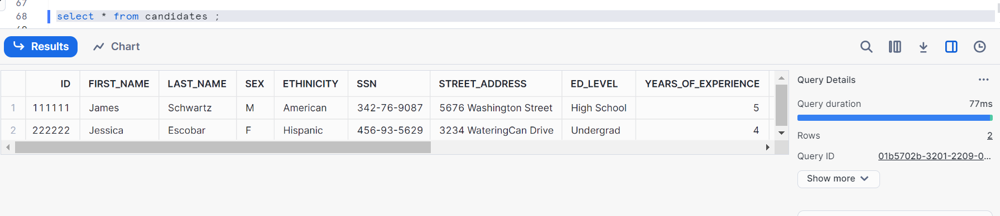 67
68 select * from candidates ;
Results Chart
ID FIRST_NAME LAST_NAME SEX ETHINICITY SSN STREET_ADDRESS ED_LEVEL YEARS_OF_EXPERIENCE
1 111111 James Schwartz M American 342-76-9087 5676 Washington Street High School 5
2 222222 Jessica Escobar F Hispanic 456-93-5629 3234 WateringCan Drive Undergrad 4
Query Details ...
Query duration 77ms
Rows 2
Query ID 01b5702b-3201-2209-0...
Show more